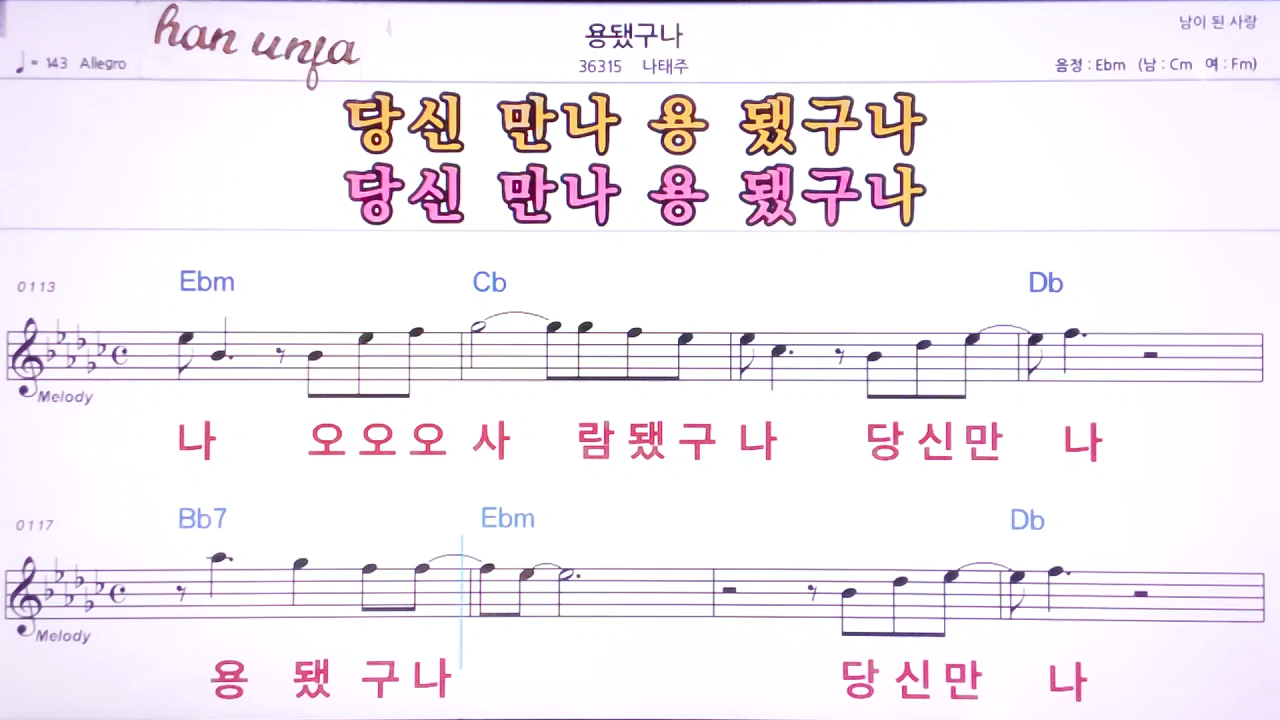 han unja
용됐구나
남이 된 사랑
♩= 143 Allegro
36315 나태주
음정 : Ebm (남 : Cm 여 : Fm)
당신 만나 용 됐구나
당신 만나 용 됐구나
0113 Ebm Cb Db
Melody
나 오오오 사 람됐구 나 당신만 나
0117 Bb7 Ebm Db
Melody
용 됐 구나 당신만 나